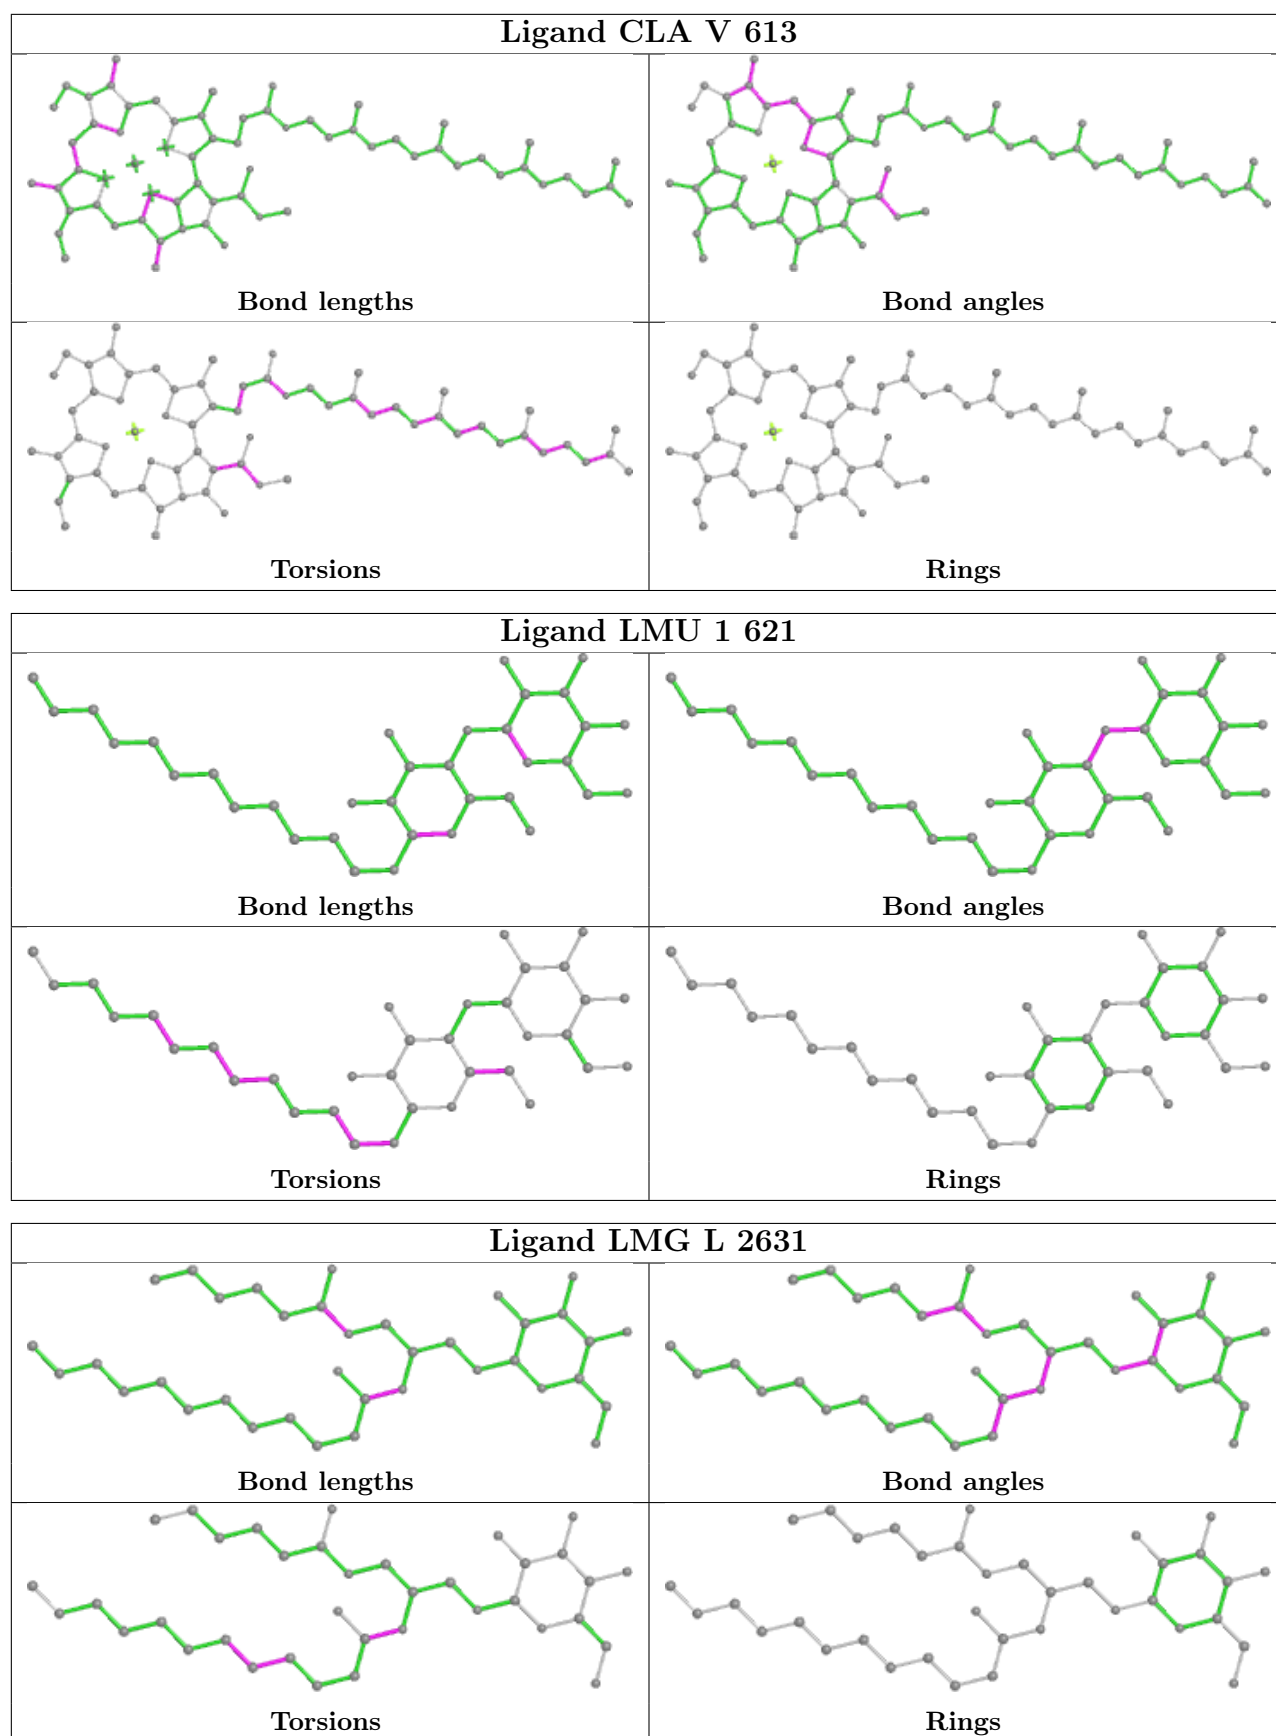 Ligand CLA V 613
Bond lengths
Bond angles
Torsions
Rings
Ligand LMU 1 621
Bond lengths
Bond angles
Torsions
Rings
Ligand LMG L 2631
Bond lengths
Bond angles
Torsions
Rings